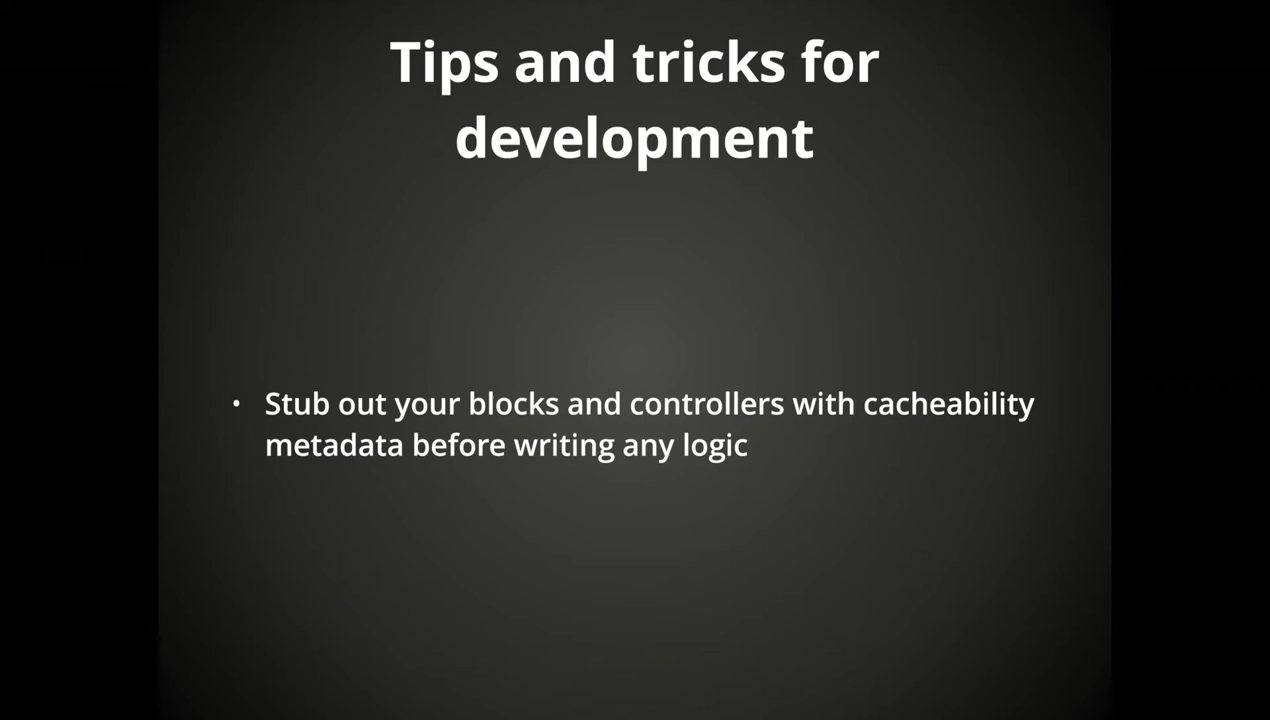 Tips and tricks for
development
• Stub out your blocks and controllers with cacheability
metadata before writing any logic